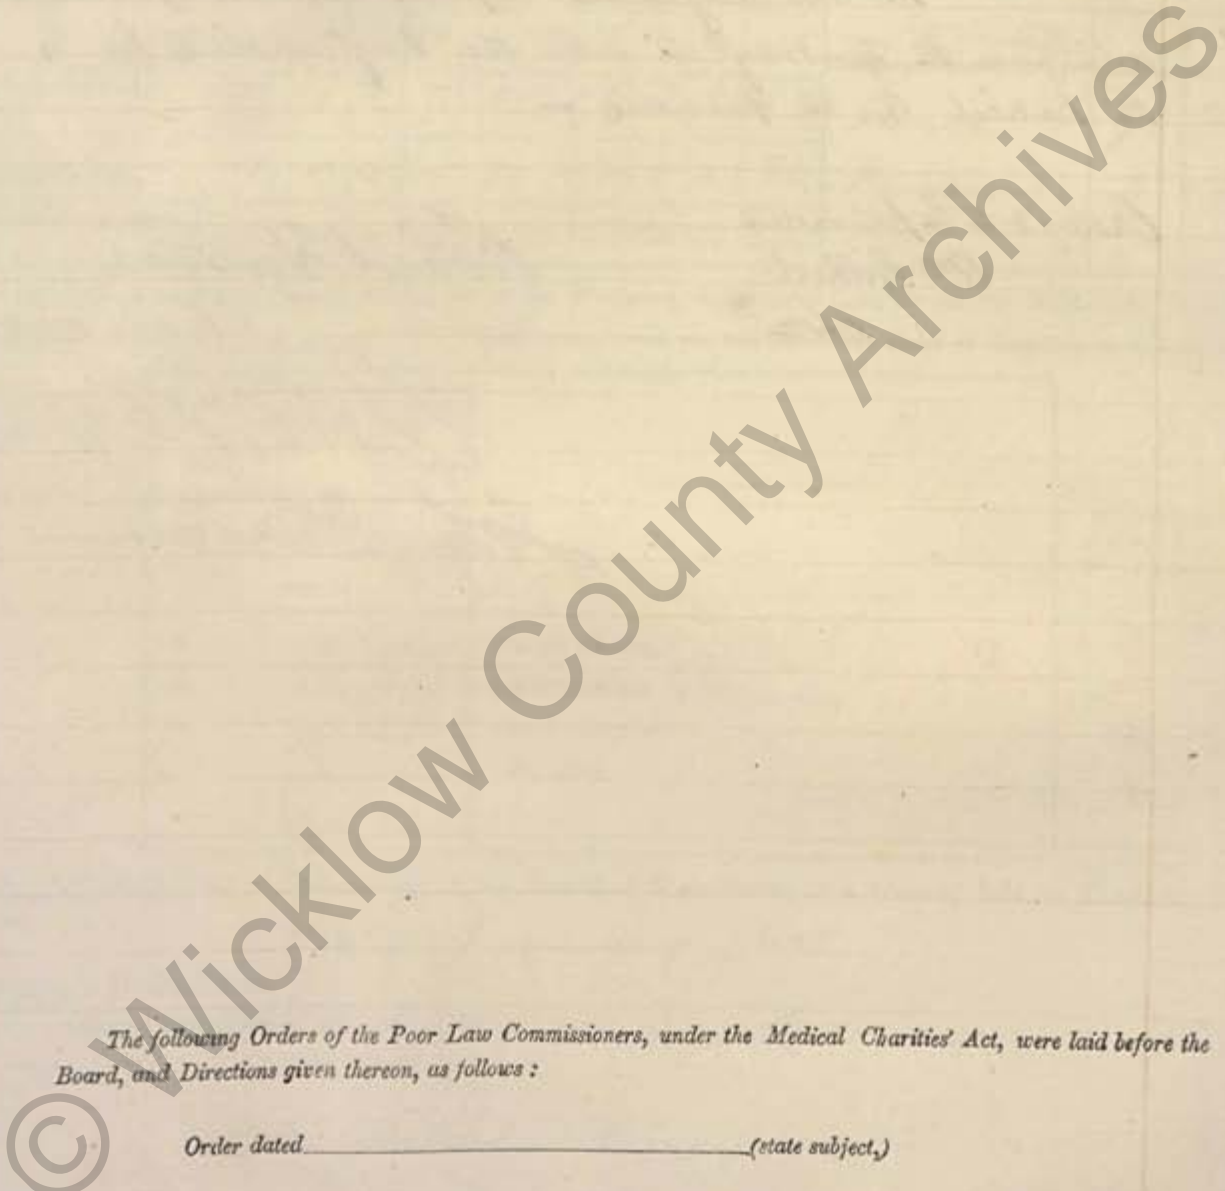 The following Orders of the Poor Law Commissioners, under the Medical Charities' Act, were laid before the
Board, and Directions given thereon, as follows :
Order dated (state subject,)
© Wicklow County Archives